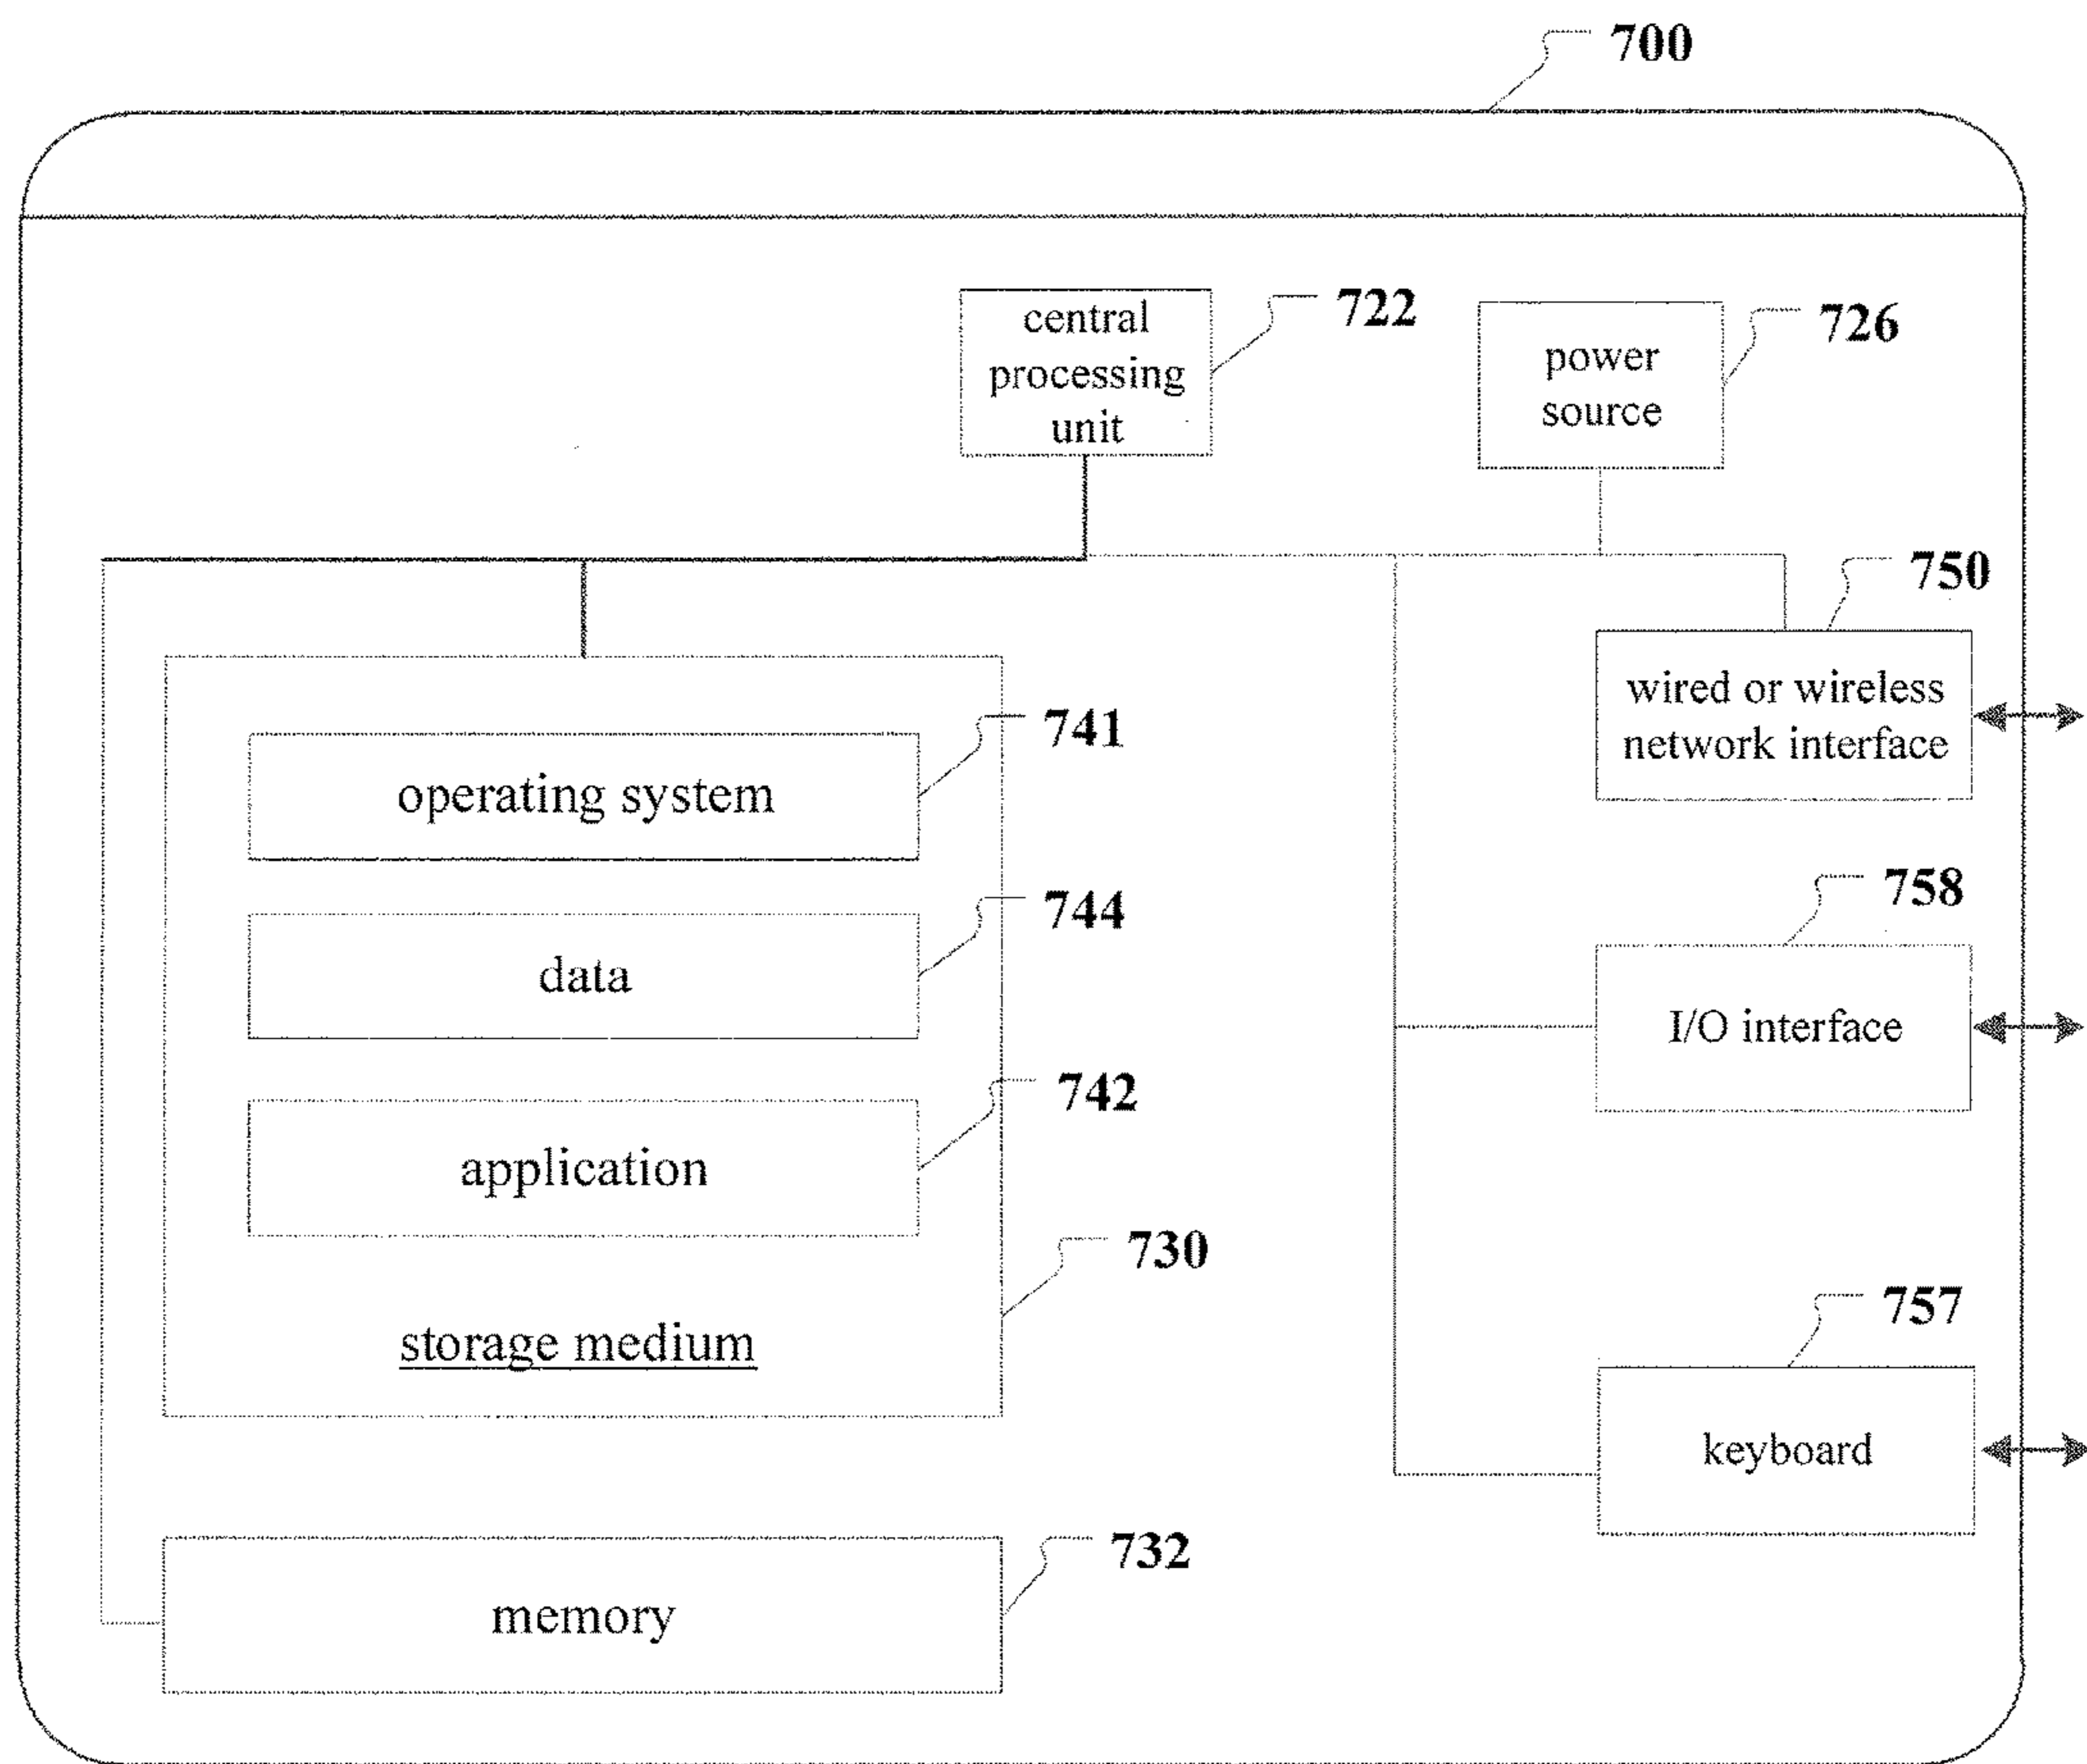 700
central
processing
unit
722
power
source
726
750
wired or wireless
network interface
741
operating system
744
data
758
I/O interface
742
application
730
storage medium
757
keyboard
732
memory